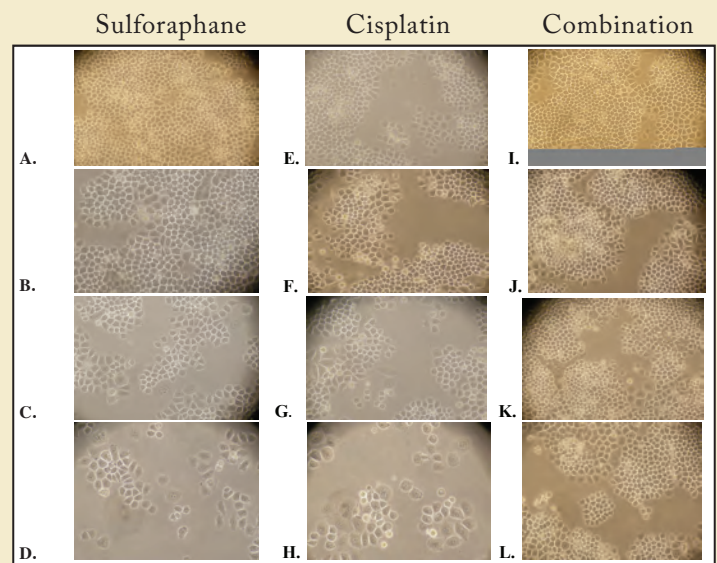 Sulforaphane Cisplatin Combination
A. E. I.
B. F. J.
C. G. K.
D. H. L.